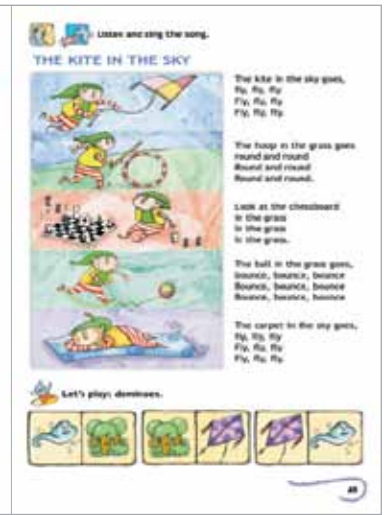 Listen and sing the song.
THE KITE IN THE SKY
The kite in the sky goes,
fly, fly, fly
Fly, fly, fly
Fly, fly, fly.
The hoop in the grass goes
round and round
Round and round
Round and round.
Look at the chessboard
in the grass
In the grass
In the grass.
The ball in the grass goes,
bounce, bounce, bounce
Bounce, bounce, bounce
Bounce, bounce, bounce
The carpet in the sky goes,
fly, fly, fly
Fly, fly, fly
Fly, fly, fly.
Let's play: dominoes.